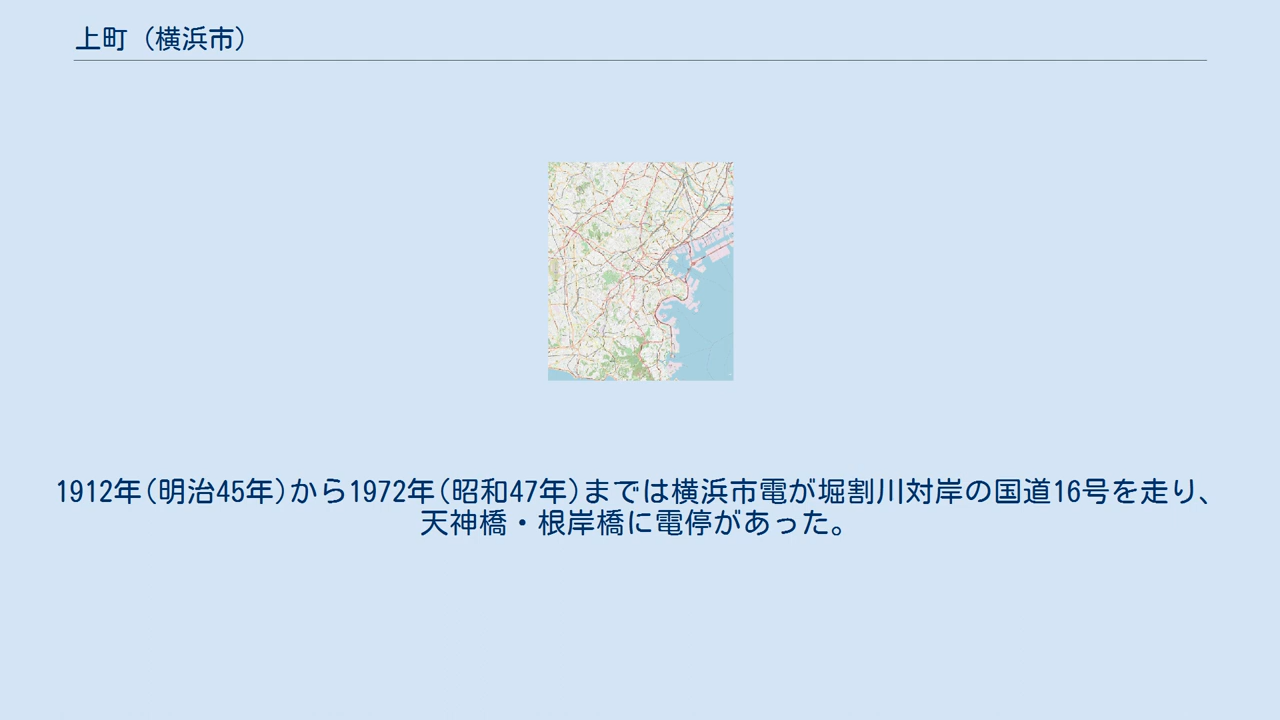 上町（横浜市）
1912年(明治45年)から1972年(昭和47年)までは横浜市電が堀割川対岸の国道16号を走り、
天神橋・根岸橋に電停があった。